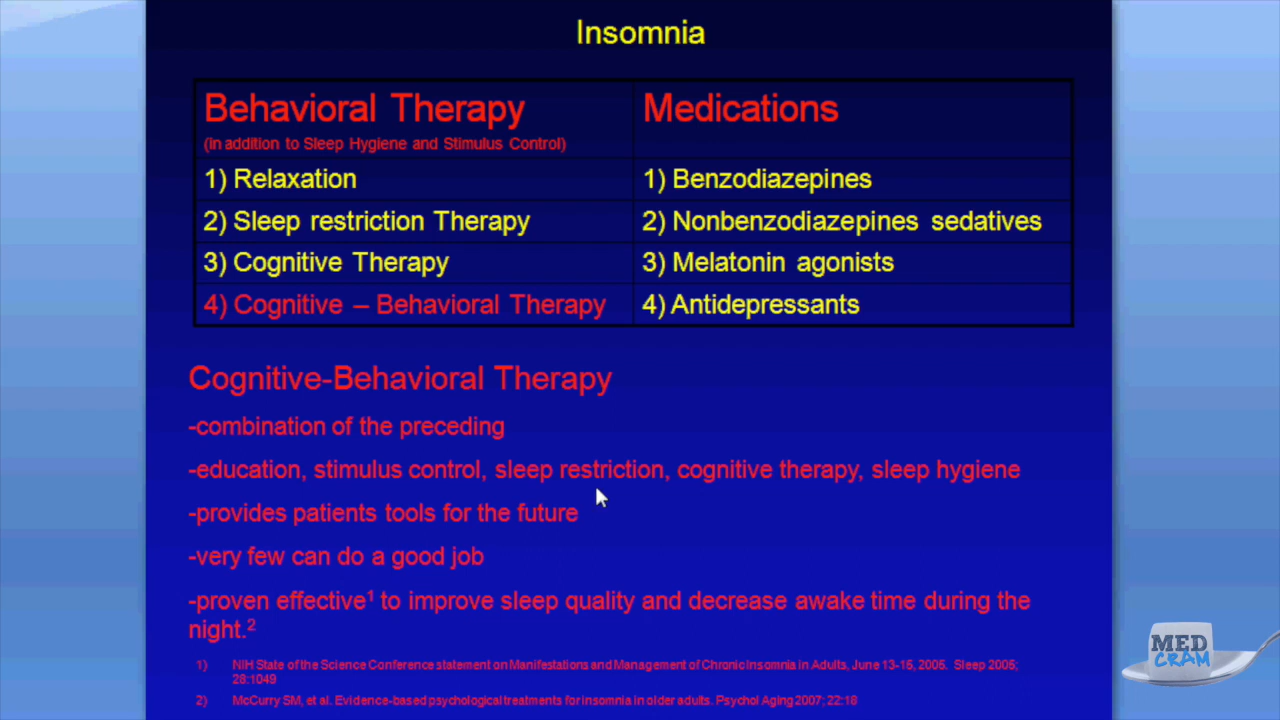 Insomnia
Behavioral Therapy
(In addition to Sleep Hygiene and Stimulus Control)
Medications
1) Relaxation
1) Benzodiazepines
2) Sleep restriction Therapy
2) Nonbenzodiazepines sedatives
3) Cognitive Therapy
3) Melatonin agonists
4) Cognitive – Behavioral Therapy
4) Antidepressants
Cognitive-Behavioral Therapy
-combination of the preceding
-education, stimulus control, sleep restriction, cognitive therapy, sleep hygiene
-provides patients tools for the future
-very few can do a good job
-proven effective¹ to improve sleep quality and decrease awake time during the
night.²
1) NIH State of the Science Conference statement on Manifestations and Management of Chronic Insomnia in Adults, June 13-15, 2005. Sleep 2005;
28:1049
2) McCurry SM, et al. Evidence-based psychological treatments for insomnia in older adults. Psychol Aging 2007; 22:18
MED
CRAM